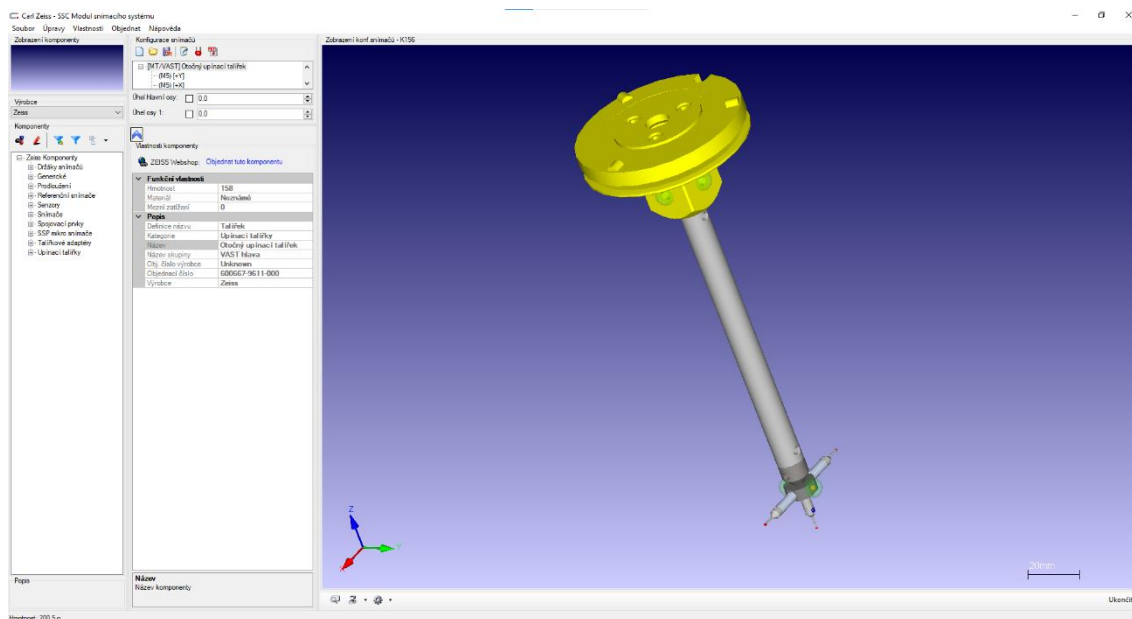 Carl Zeiss - SSC Modul snímacího systému
Soubor Úpravy Vlastnosti Objednat Nápověda
Zobrazení komponenty
Výrobce
Zeiss
Komponenty
Zeiss Komponenty
Držáky snímačů
Generické
Prodloužení
Referenční snímače
Senzory
Snímače
Spojovací prvky
SSP mikro snímače
Talířkové adaptéry
Upínací talířky
Popis
Konfigurace snímačů
[MT/VAST] Otočný upínací talířek
(M5) [+Y]
(M5) [+X]
Úhel hlavní osy: 0.0
Úhel osy 1: 0.0
Vlastnosti komponenty
ZEISS Webshop: Objednat tuto komponentu
Funkční vlastnosti
Hmotnost 158
Materiál Neznámé
Mezní zatížení 0
Popis
Definice názvu Talířek
Kategorie Upínací talířky
Název Otočný upínací talířek
Název skupiny VAST hlava
Obj. číslo výrobce Unknown
Objednací číslo 600667-9611-000
Výrobce Zeiss
Název
Název komponenty
Zobrazení konf snímačů - K156
Z
Y
X
20mm
Ukončit
Hmotnost: 200.5 g